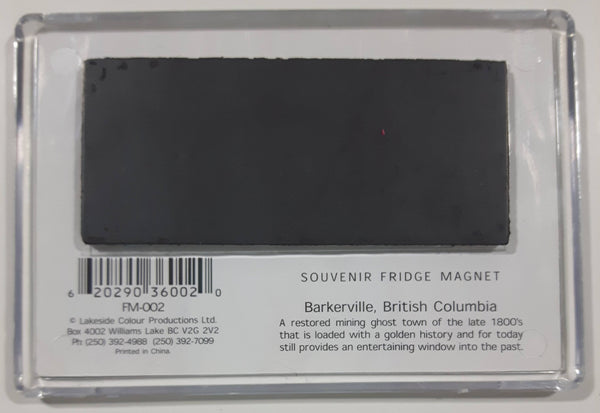 SOUVENIR FRIDGE MAGNET
6 20290 36002 0
FM-002
© Lakeside Colour Productions Ltd.
Box 4002 Williams Lake BC V2G 2V2
Ph: (250) 392-4988 (250) 392-7099
Printed in China
Barkerville, British Columbia
A restored mining ghost town of the late 1800's
that is loaded with a golden history and for today
still provides an entertaining window into the past.